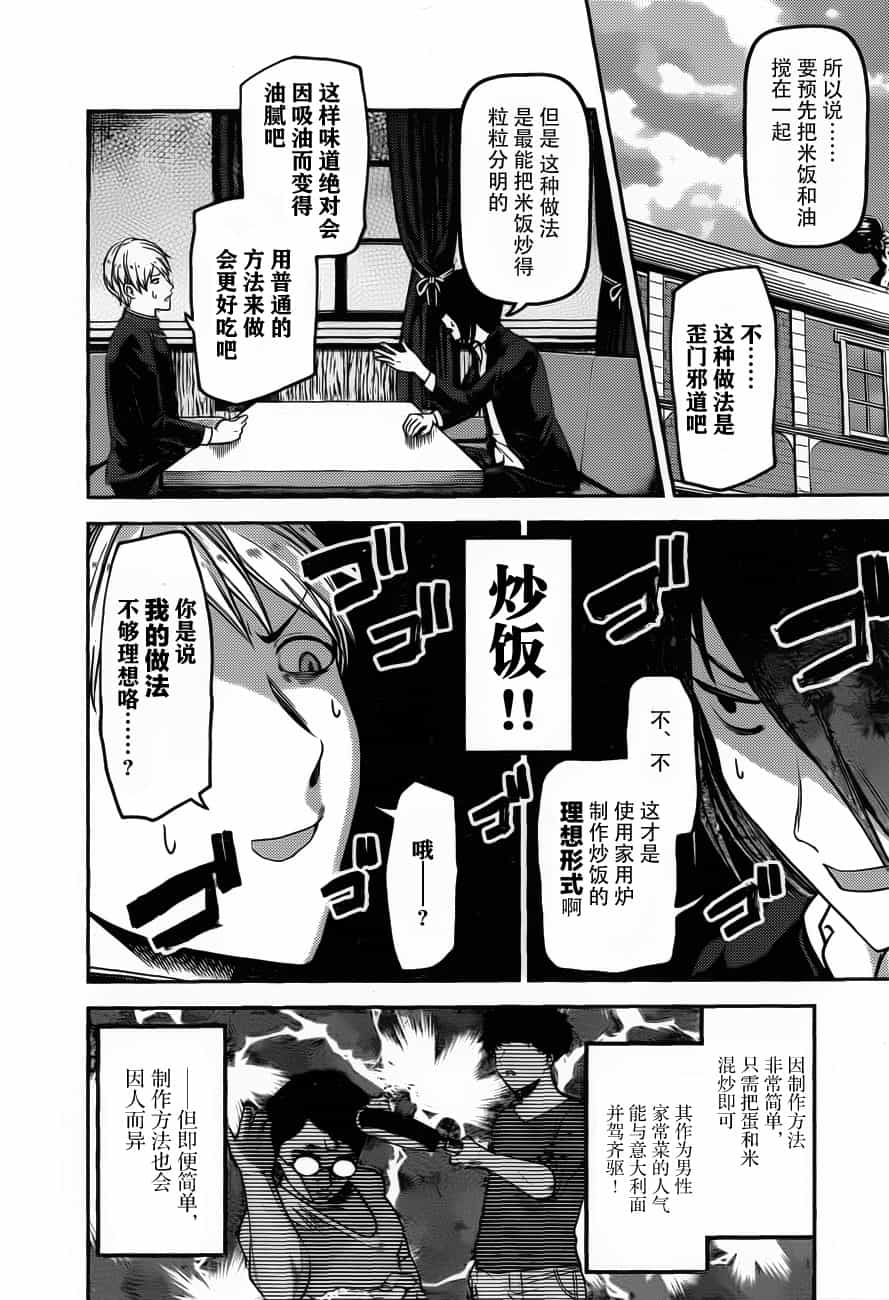 所以说……
要预先把米饭和油
搅在一起
不……
这种做法是
歪门邪道吧
但是 这种做法
是最能把米饭炒得
粒粒分明的
这样味道绝对会
因吸油而变得
油腻吧
用普通的
方法来做
会更好吃吧
炒饭!!
不、不
这才是
使用家用炉
制作炒饭的
理想形式啊
ゴゴ
ゴ
ゴゴ
ゴゴ
哦——?
你是说
我的做法
不够理想咯……?
因制作方法
非常简单,
只需把蛋和米
混炒即可
其作为男性
家常菜的人气
能与意大利面
并驾齐驱!
——但即便简单,
制作方法也会
因人而异